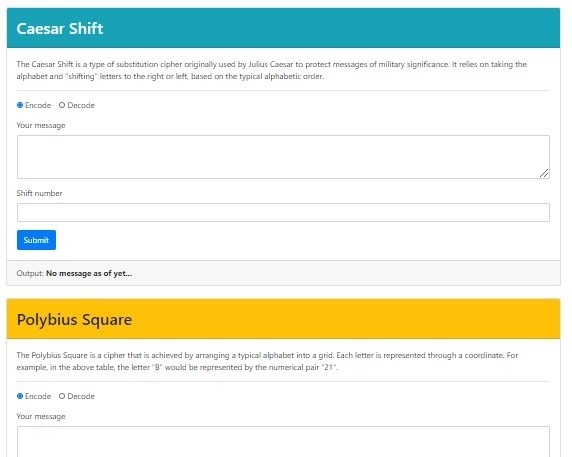 Caesar Shift
The Caesar Shift is a type of substitution cipher originally used by Julius Caesar to protect messages of military significance. It relies on taking the
alphabet and "shifting" letters to the right or left, based on the typical alphabetic order.
Encode Decode
Your message
Shift number
Submit
Output: No message as of yet...
Polybius Square
The Polybius Square is a cipher that is achieved by arranging a typical alphabet into a grid. Each letter is represented through a coordinate. For
example, in the above table, the letter "B" would be represented by the numerical pair "21".
Encode Decode
Your message